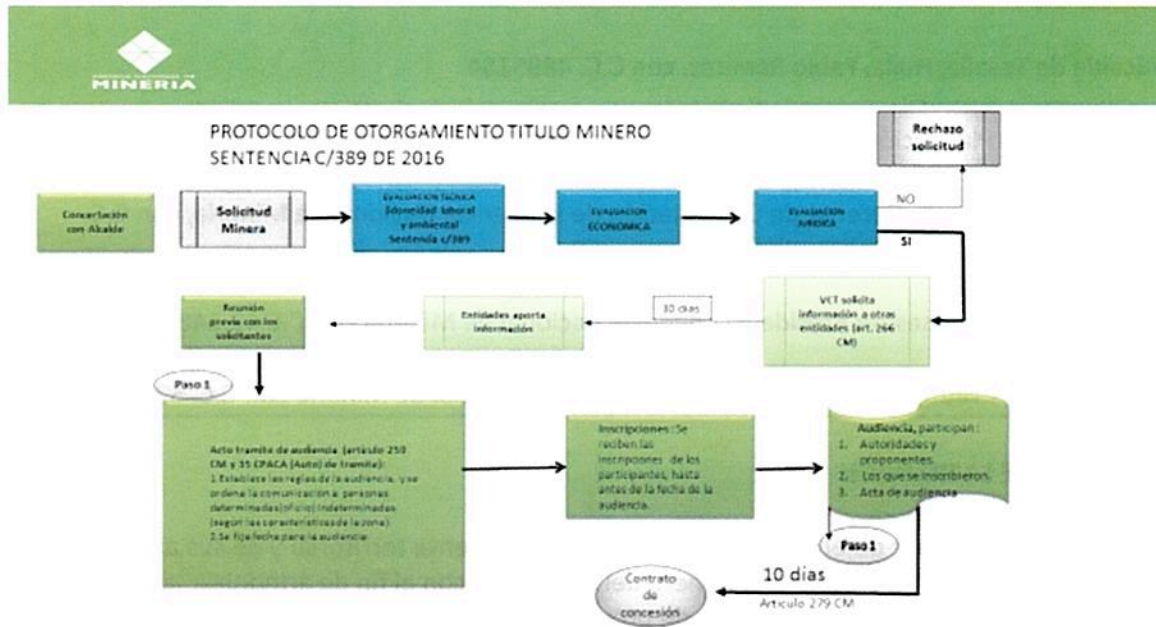 AGENCIA NACIONAL DE
MINERÍA
PROTOCOLO DE OTORGAMIENTO TITULO MINERO
SENTENCIA C/389 DE 2016
Rechazo
solicitud
Concertación
con Alcalde
Solicitud
Minera
EVALUACION TECNICA
Idoneidad laboral
y ambiental
Sentencia c/389
EVALUACION
ECONOMICA
EVALUACION
JURIDICA
NO
SI
Reunión
previa con los
solicitantes
Entidades aporta
información
30 días
VCT solicita
información a otras
entidades (art. 266
CM)
Paso 1
Acto tramite de audiencia (artículo 259
CM y 35 CPACA (Auto) de tramite):
1.Establece las reglas de la audiencia, y se
ordena la comunicación a personas
determinadas(oficio) indeterminadas
(según las características de la zona)
2.Se fija fecha para la audiencia
Inscripciones: Se
reciben las
inscripciones de los
participantes, hasta
antes de la fecha de la
audiencia.
Audiencia, participan:
1. Autoridades y
proponentes.
2. Los que se inscribieron.
3. Acta de audiencia
Paso 1
10 días
Artículo 279 CM
Contrato
de
concesión